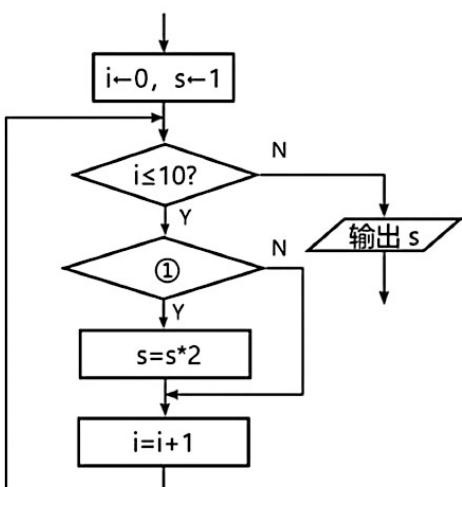 i←0, s←1
N
i≤10?
Y
输出 s
N
①
Y
s=s*2
i=i+1